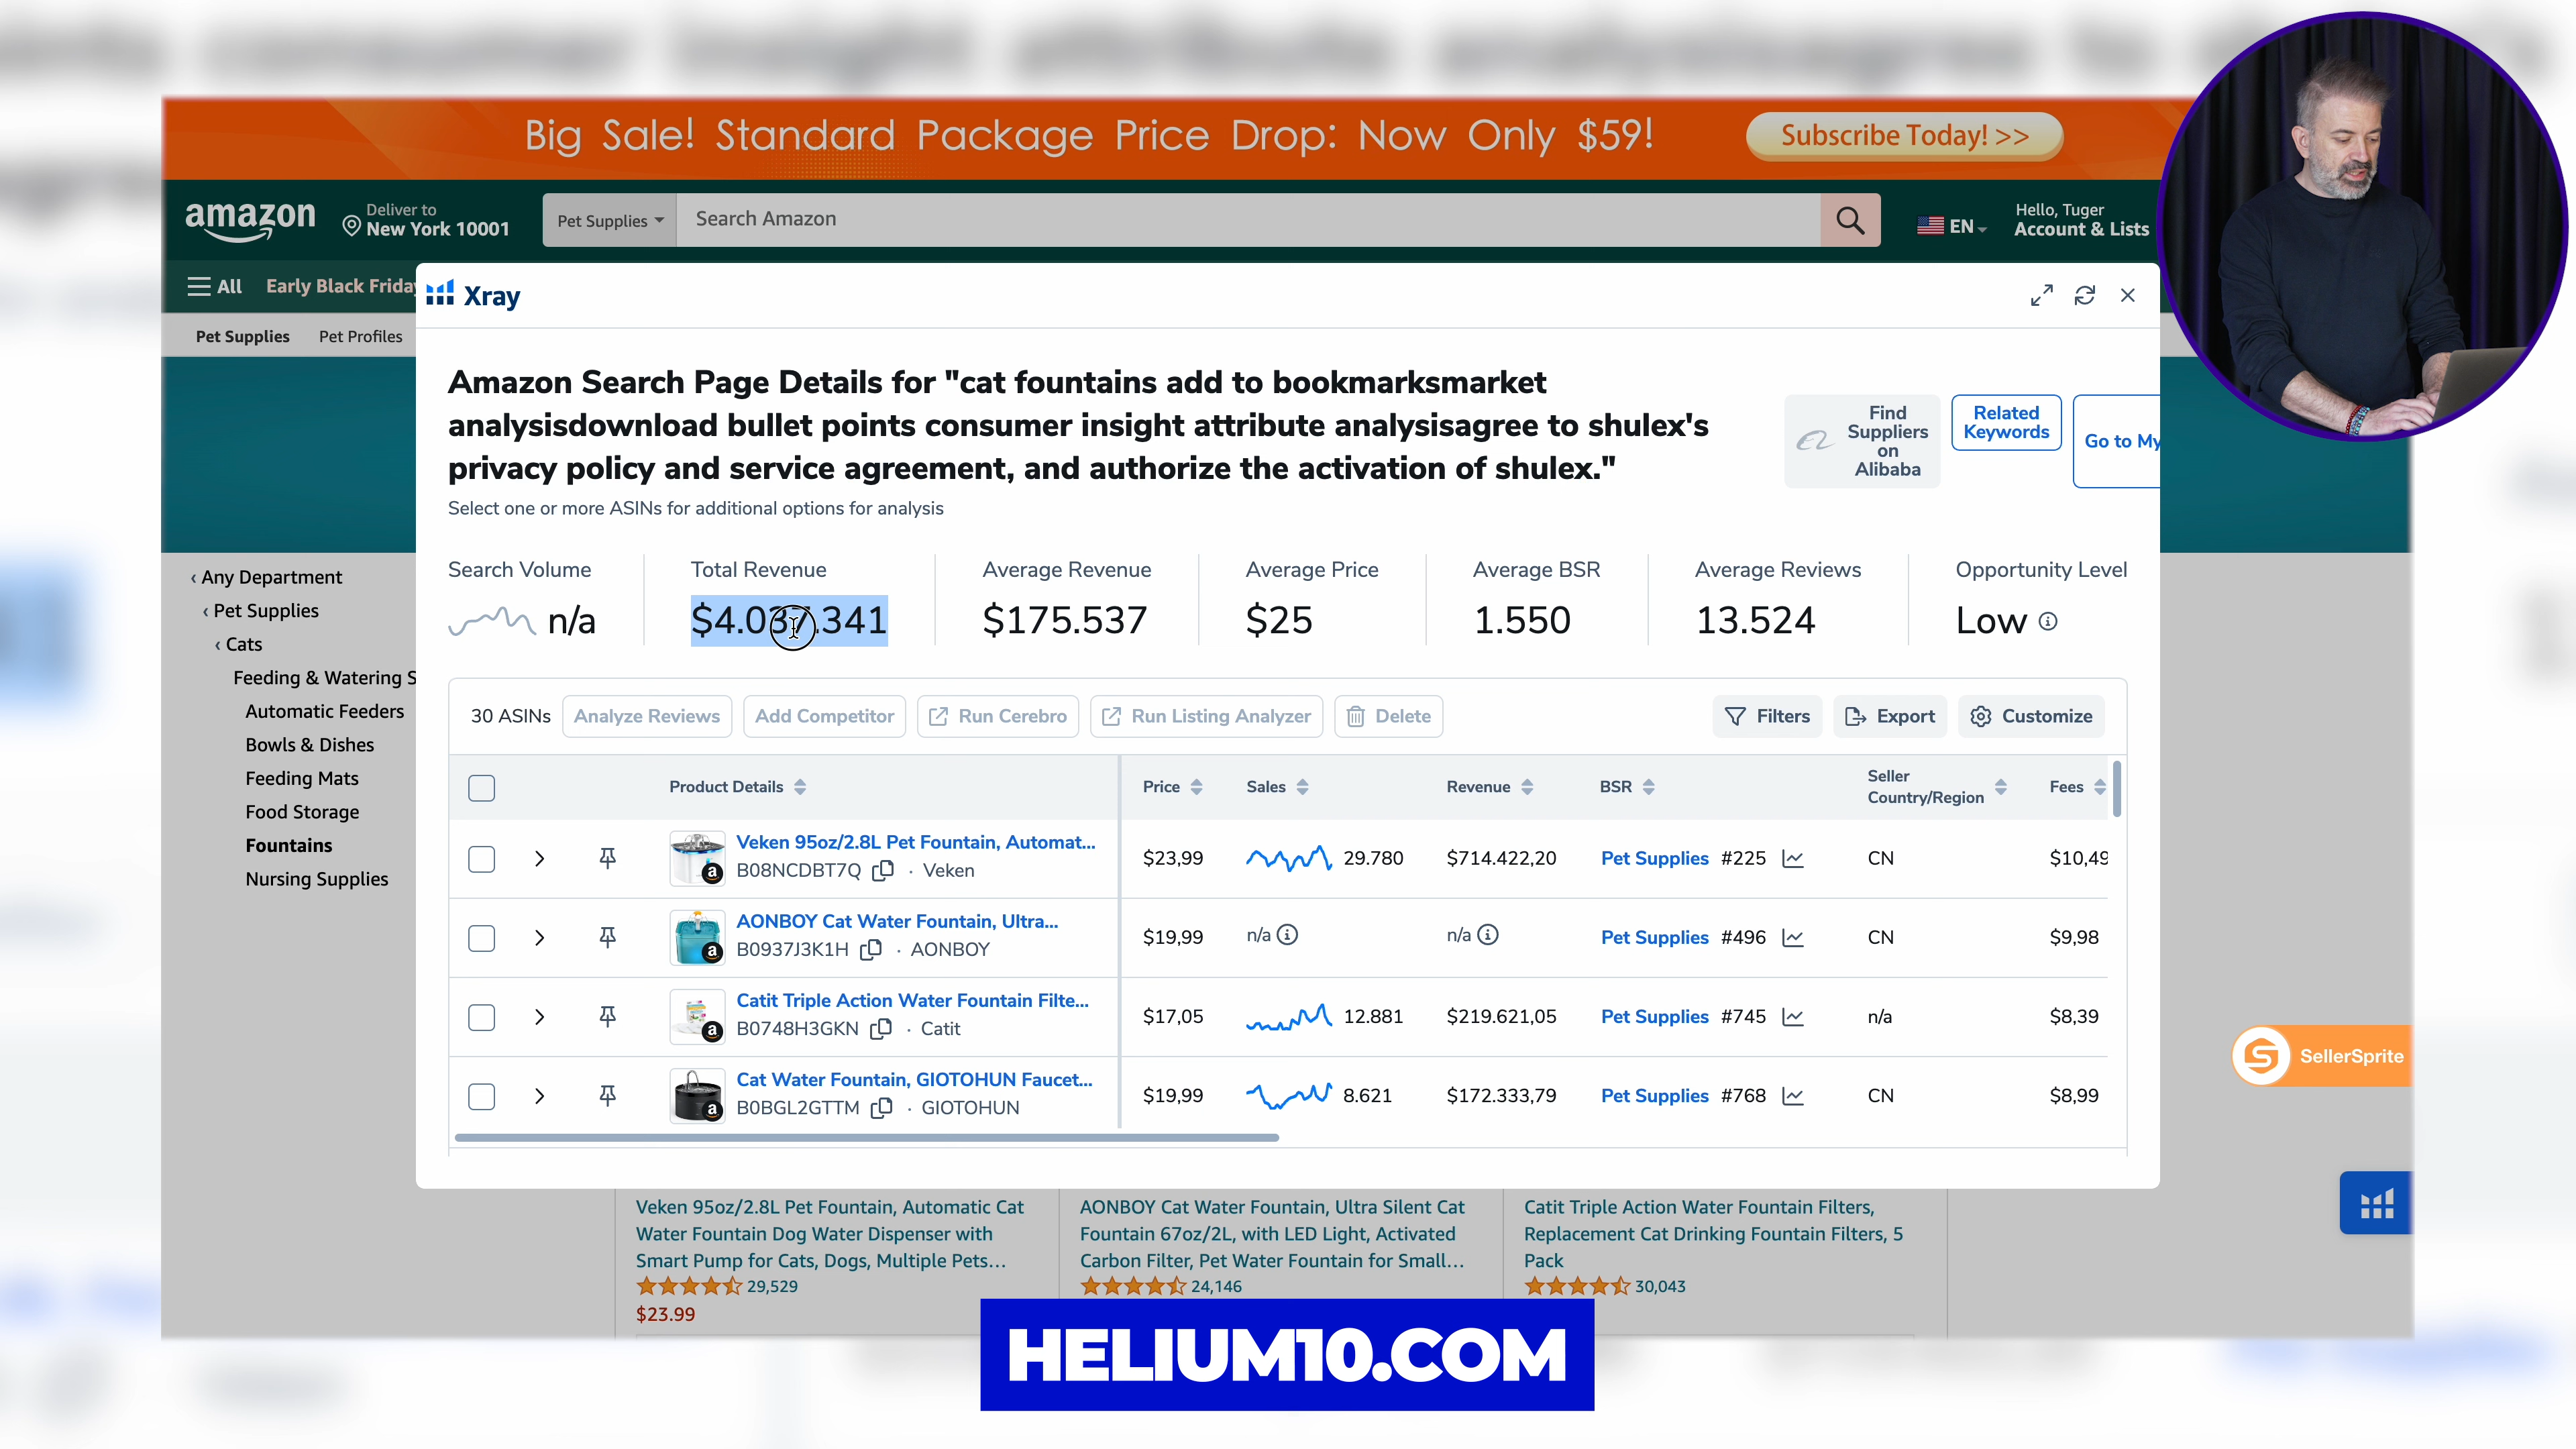 Big Sale! Standard Package Price Drop: Now Only $59!
Subscribe Today! >>
amazon
Deliver to
New York 10001
Pet Supplies
Search Amazon
EN
Hello, Tuger
Account & Lists
All
Early Black Friday
Pet Supplies
Pet Profiles
Xray
Amazon Search Page Details for "cat fountains add to bookmarksmarket
analysisdownload bullet points consumer insight attribute analysisagree to shulex's
privacy policy and service agreement, and authorize the activation of shulex."
Select one or more ASINs for additional options for analysis
Find
Suppliers
on
Alibaba
Related
Keywords
Go to My
Search Volume
n/a
Total Revenue
$4.037.341
Average Revenue
$175.537
Average Price
$25
Average BSR
1.550
Average Reviews
13.524
Opportunity Level
Low
‹ Any Department
‹ Pet Supplies
‹ Cats
Feeding & Watering S
Automatic Feeders
Bowls & Dishes
Feeding Mats
Food Storage
Fountains
Nursing Supplies
30 ASINs
Analyze Reviews
Add Competitor
Run Cerebro
Run Listing Analyzer
Delete
Filters
Export
Customize
Product Details
Price
Sales
Revenue
BSR
Seller
Country/Region
Fees
Veken 95oz/2.8L Pet Fountain, Automat...
B08NCDBT7Q · Veken
$23,99
29.780
$714.422,20
Pet Supplies #225
CN
$10,49
AONBOY Cat Water Fountain, Ultra...
B0937J3K1H · AONBOY
$19,99
n/a
n/a
Pet Supplies #496
CN
$9,98
Catit Triple Action Water Fountain Filte...
B0748H3GKN · Catit
$17,05
12.881
$219.621,05
Pet Supplies #745
n/a
$8,39
Cat Water Fountain, GIOTOHUN Faucet...
B0BGL2GTTM · GIOTOHUN
$19,99
8.621
$172.333,79
Pet Supplies #768
CN
$8,99
SellerSprite
Veken 95oz/2.8L Pet Fountain, Automatic Cat
Water Fountain Dog Water Dispenser with
Smart Pump for Cats, Dogs, Multiple Pets...
29,529
$23.99
AONBOY Cat Water Fountain, Ultra Silent Cat
Fountain 67oz/2L, with LED Light, Activated
Carbon Filter, Pet Water Fountain for Small...
24,146
Catit Triple Action Water Fountain Filters,
Replacement Cat Drinking Fountain Filters, 5
Pack
30,043
HELIUM10.COM